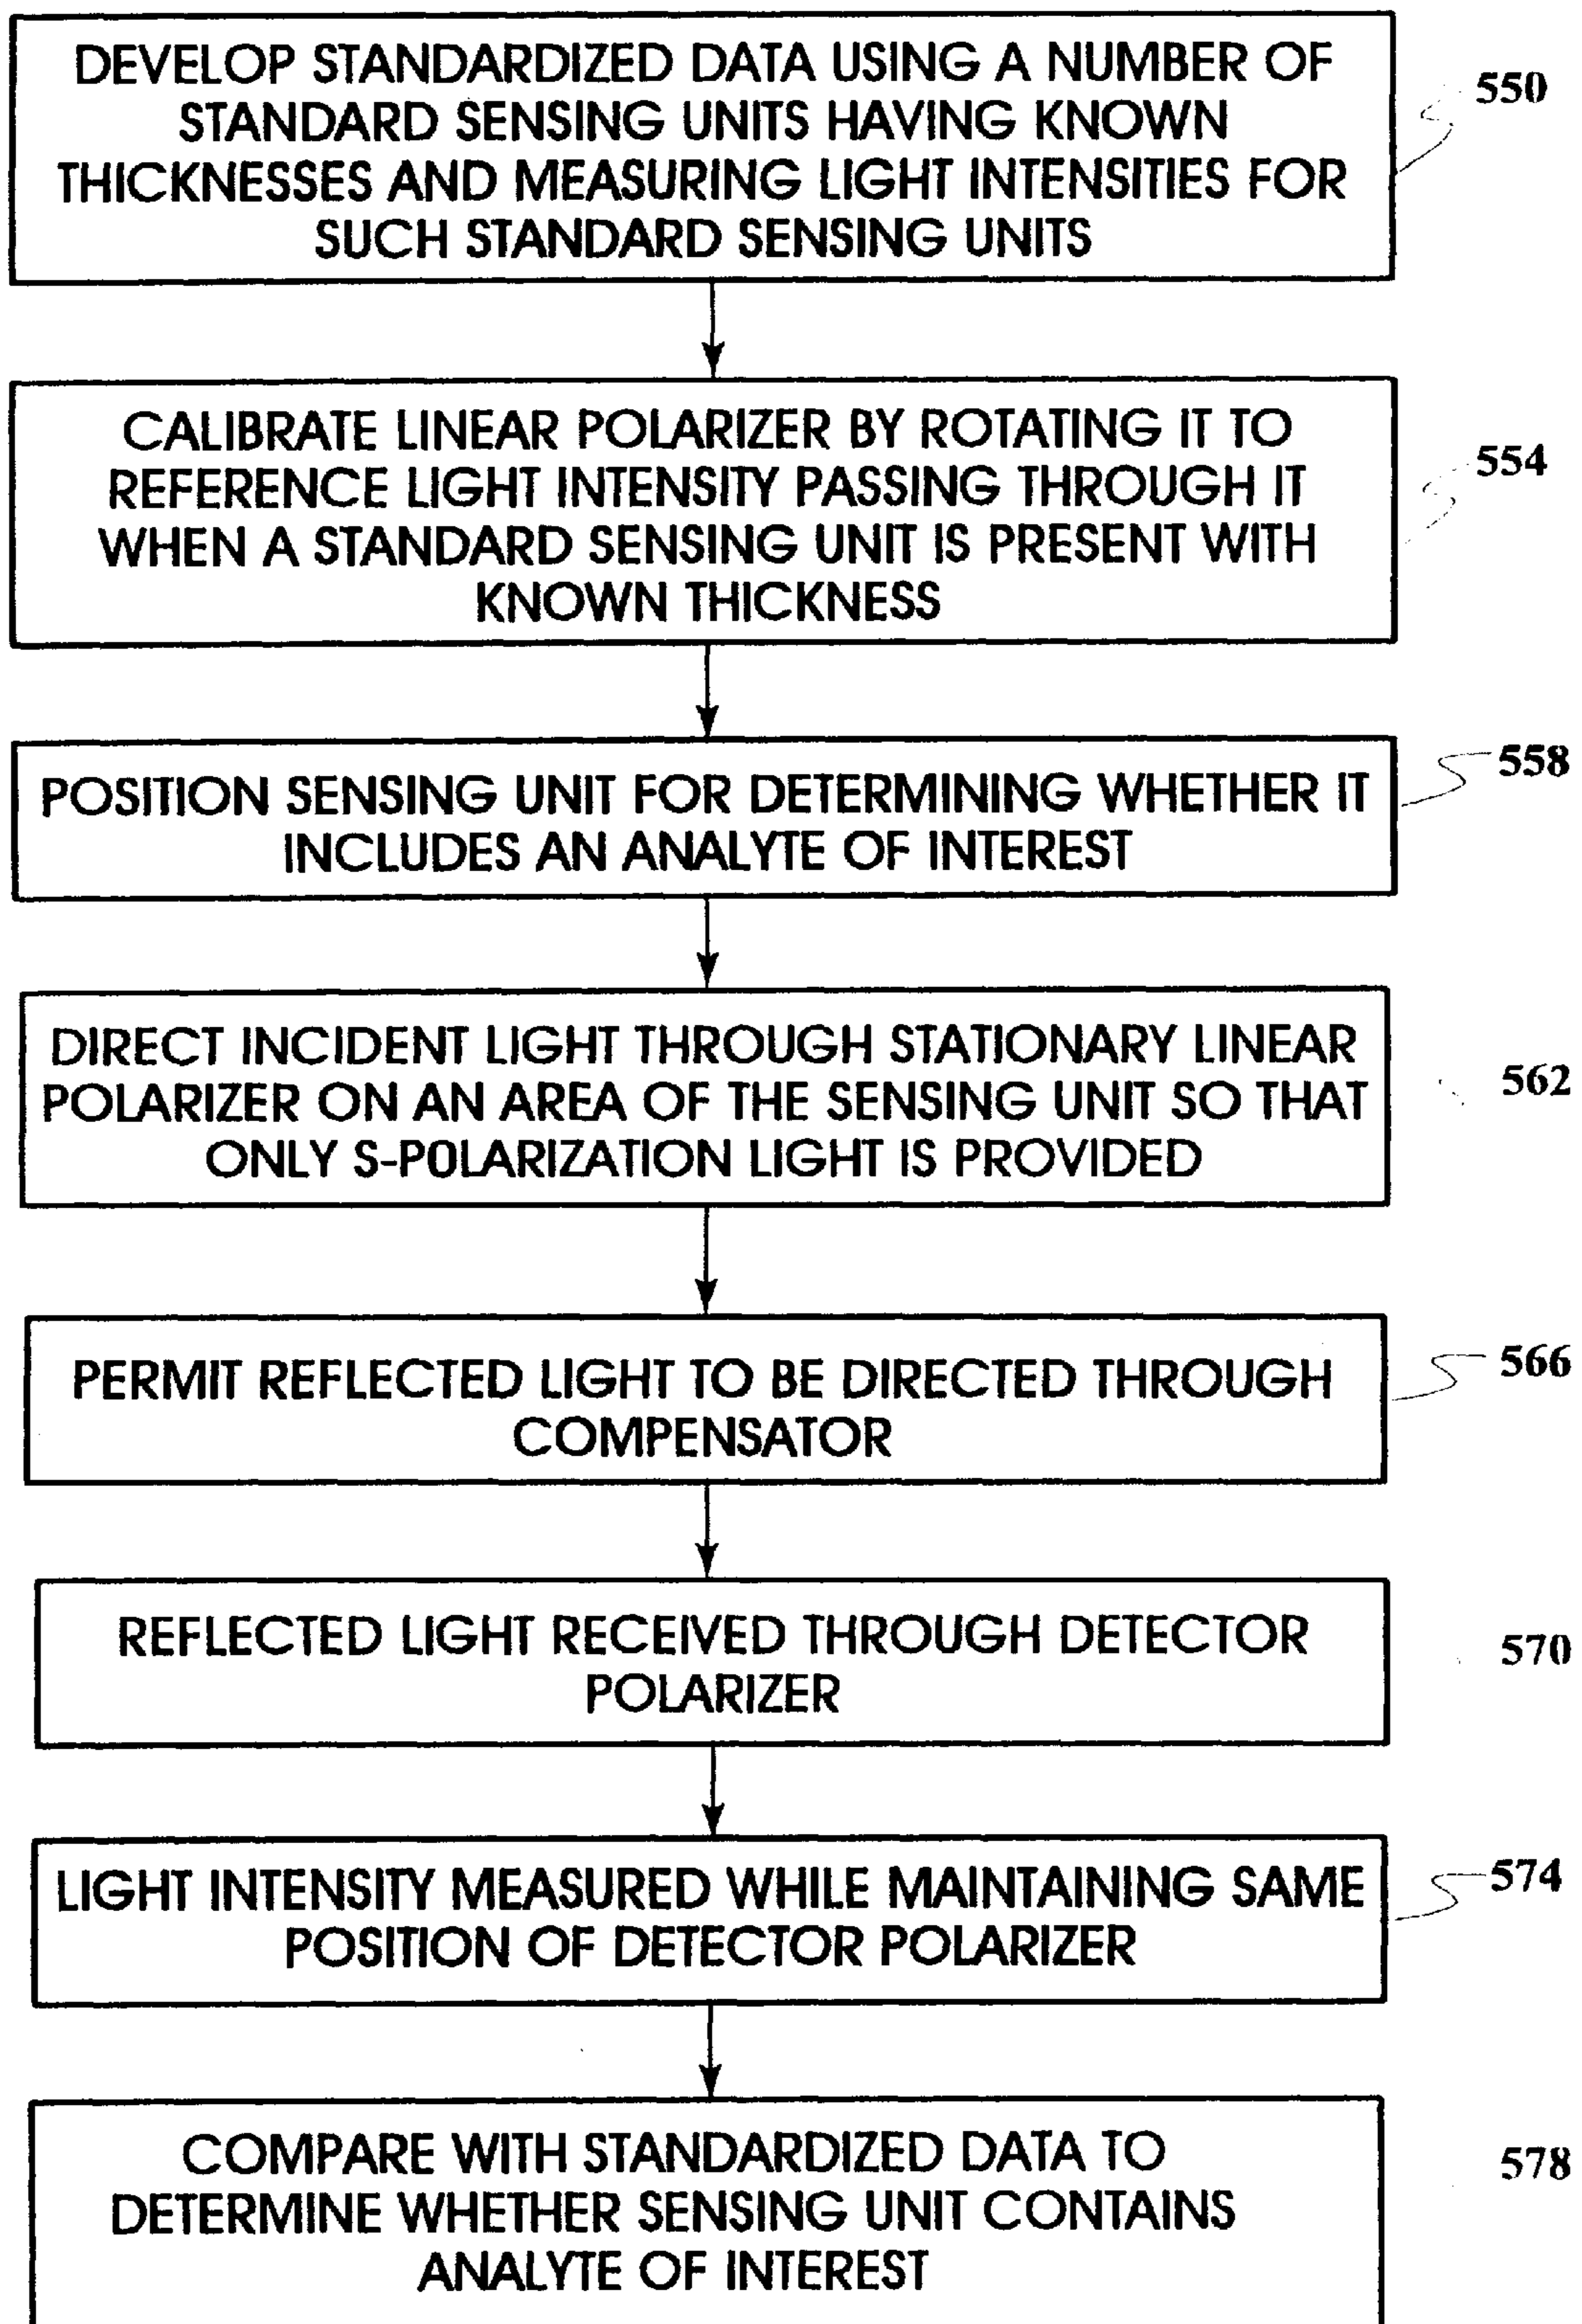 DEVELOP STANDARDIZED DATA USING A NUMBER OF
STANDARD SENSING UNITS HAVING KNOWN
THICKNESSES AND MEASURING LIGHT INTENSITIES FOR
SUCH STANDARD SENSING UNITS
550
CALIBRATE LINEAR POLARIZER BY ROTATING IT TO
REFERENCE LIGHT INTENSITY PASSING THROUGH IT
WHEN A STANDARD SENSING UNIT IS PRESENT WITH
KNOWN THICKNESS
554
POSITION SENSING UNIT FOR DETERMINING WHETHER IT
INCLUDES AN ANALYTE OF INTEREST
558
DIRECT INCIDENT LIGHT THROUGH STATIONARY LINEAR
POLARIZER ON AN AREA OF THE SENSING UNIT SO THAT
ONLY S-POLARIZATION LIGHT IS PROVIDED
562
PERMIT REFLECTED LIGHT TO BE DIRECTED THROUGH
COMPENSATOR
566
REFLECTED LIGHT RECEIVED THROUGH DETECTOR
POLARIZER
570
LIGHT INTENSITY MEASURED WHILE MAINTAINING SAME
POSITION OF DETECTOR POLARIZER
574
COMPARE WITH STANDARDIZED DATA TO
DETERMINE WHETHER SENSING UNIT CONTAINS
ANALYTE OF INTEREST
578